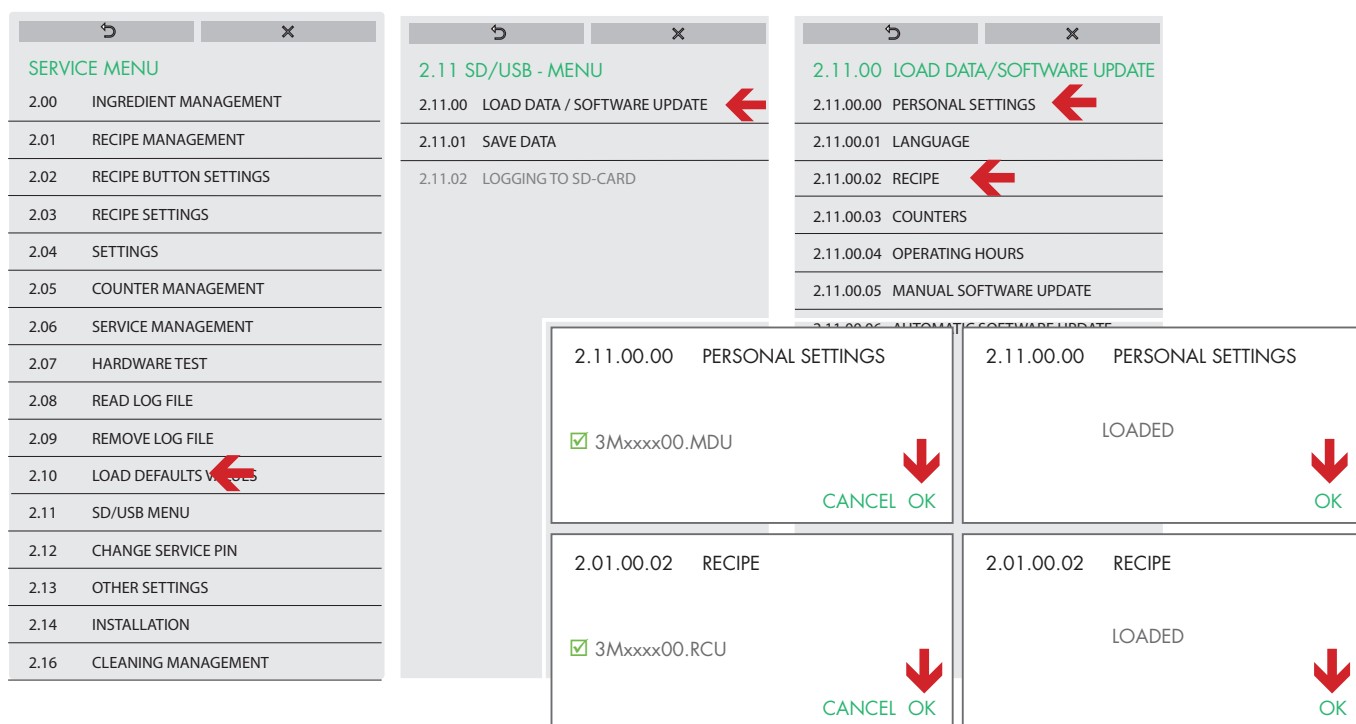 SERVICE MENU
2.00 INGREDIENT MANAGEMENT
2.01 RECIPE MANAGEMENT
2.02 RECIPE BUTTON SETTINGS
2.03 RECIPE SETTINGS
2.04 SETTINGS
2.05 COUNTER MANAGEMENT
2.06 SERVICE MANAGEMENT
2.07 HARDWARE TEST
2.08 READ LOG FILE
2.09 REMOVE LOG FILE
2.10 LOAD DEFAULTS VALUES
2.11 SD/USB MENU
2.12 CHANGE SERVICE PIN
2.13 OTHER SETTINGS
2.14 INSTALLATION
2.16 CLEANING MANAGEMENT
2.11 SD/USB - MENU
2.11.00 LOAD DATA / SOFTWARE UPDATE
2.11.01 SAVE DATA
2.11.02 LOGGING TO SD-CARD
2.11.00 LOAD DATA/SOFTWARE UPDATE
2.11.00.00 PERSONAL SETTINGS
2.11.00.01 LANGUAGE
2.11.00.02 RECIPE
2.11.00.03 COUNTERS
2.11.00.04 OPERATING HOURS
2.11.00.05 MANUAL SOFTWARE UPDATE
2.11.00.06 AUTOMATIC SOFTWARE UPDATE
2.11.00.00 PERSONAL SETTINGS
3Mxxxx00.MDU
CANCEL OK
2.11.00.00 PERSONAL SETTINGS
LOADED
OK
2.01.00.02 RECIPE
3Mxxxx00.RCU
CANCEL OK
2.01.00.02 RECIPE
LOADED
OK